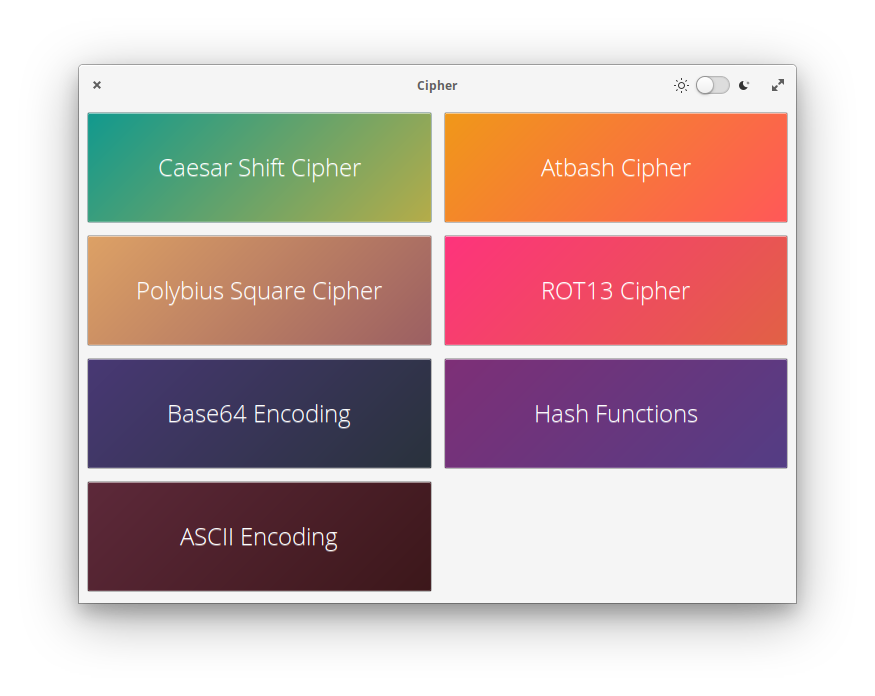 Cipher
Caesar Shift Cipher
Atbash Cipher
Polybius Square Cipher
ROT13 Cipher
Base64 Encoding
Hash Functions
ASCII Encoding